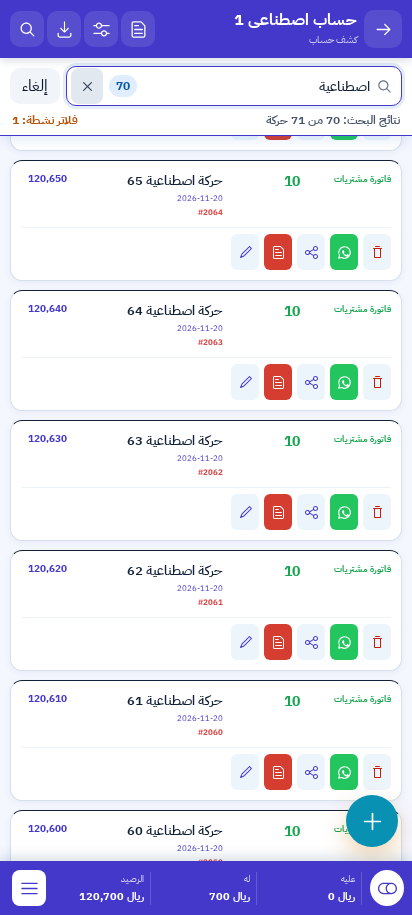 حساب اصطناعي 1
كشف حساب
اصطناعية
70
إلغاء
نتائج البحث: 70 من 71 حركة
فلاتر نشطة: 1
فاتورة مشتريات
10
حركة اصطناعية 65
120,650
2026-11-20
#2064
فاتورة مشتريات
10
حركة اصطناعية 64
120,640
2026-11-20
#2063
فاتورة مشتريات
10
حركة اصطناعية 63
120,630
2026-11-20
#2062
فاتورة مشتريات
10
حركة اصطناعية 62
120,620
2026-11-20
#2061
فاتورة مشتريات
10
حركة اصطناعية 61
120,610
2026-11-20
#2060
10
حركة اصطناعية 60
120,600
2026-11-20
عليه
0 ريال
له
700 ريال
الرصيد
120,700 ريال